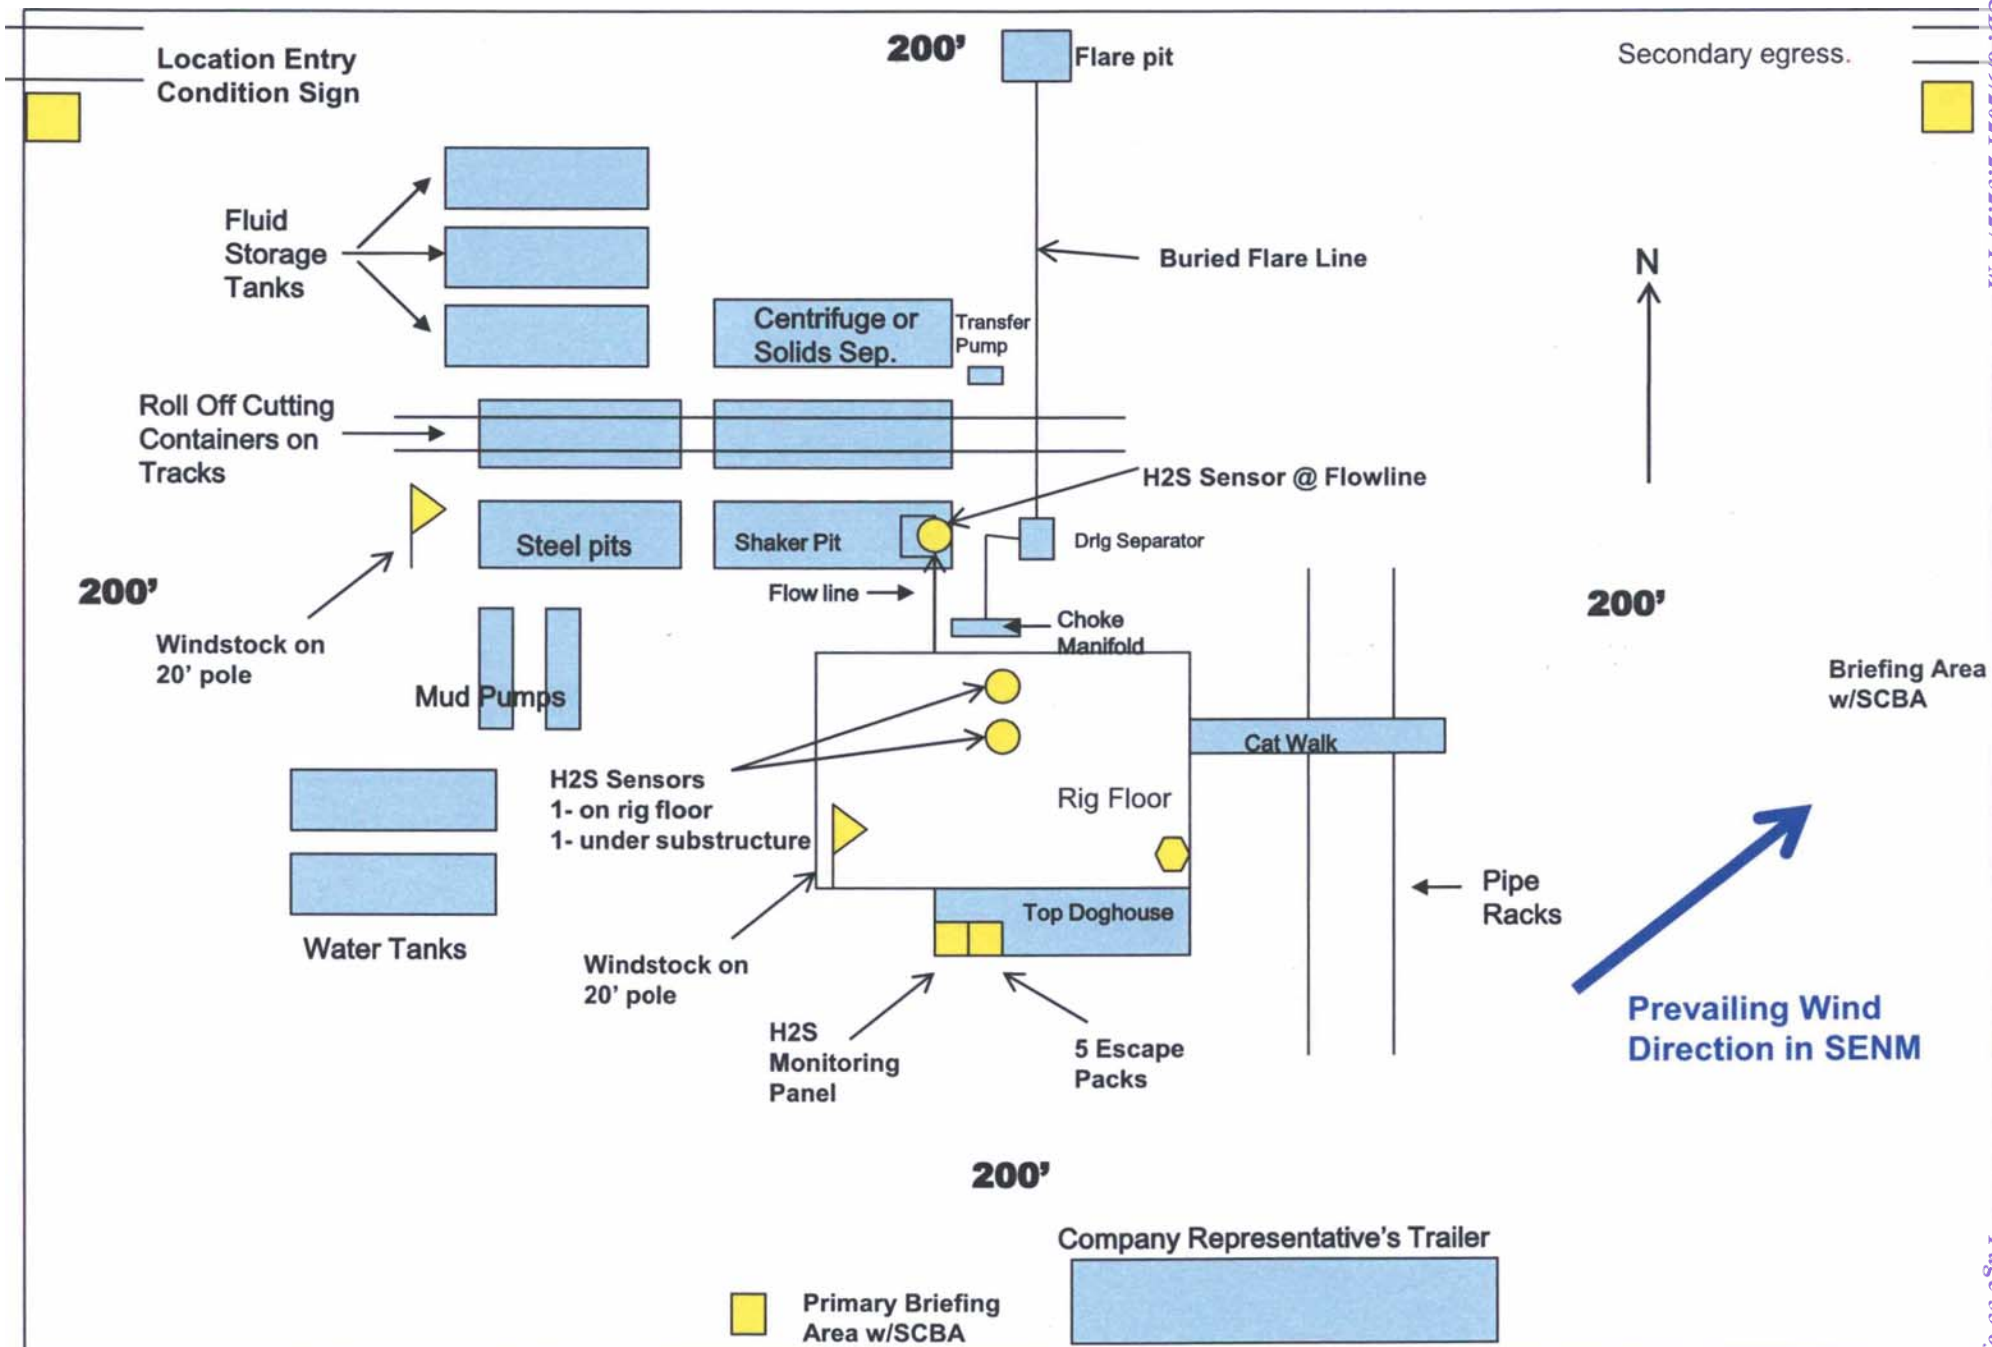 Location Entry
Condition Sign
200'
Flare pit
Secondary egress.
Fluid
Storage
Tanks
Buried Flare Line
N
Centrifuge or
Solids Sep.
Transfer
Pump
Roll Off Cutting
Containers on
Tracks
H2S Sensor @ Flowline
Steel pits
Shaker Pit
Drlg Separator
200'
Flow line
200'
Windstock on
20' pole
Choke
Manifold
Mud Pumps
Briefing Area
w/SCBA
Cat Walk
H2S Sensors
1- on rig floor
1- under substructure
Rig Floor
Pipe
Racks
Top Doghouse
Water Tanks
Windstock on
20' pole
H2S
Monitoring
Panel
5 Escape
Packs
Prevailing Wind
Direction in SENM
200'
Company Representative's Trailer
Primary Briefing
Area w/SCBA